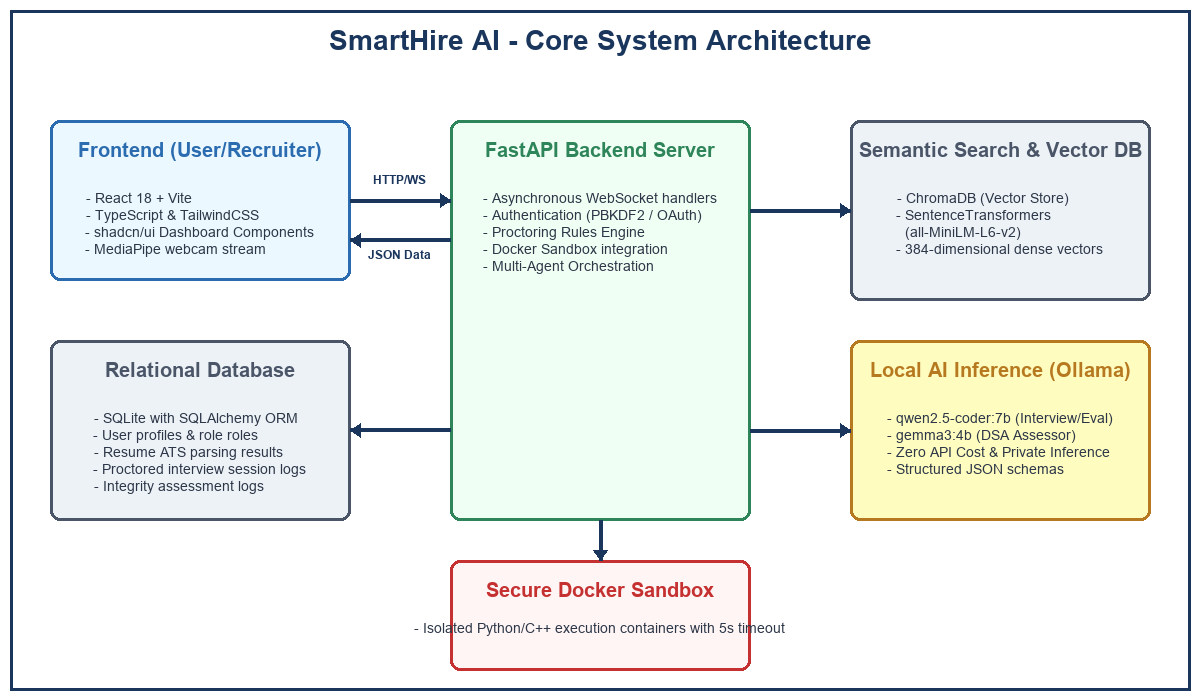 SmartHire AI - Core System Architecture
Frontend (User/Recruiter)
- React 18 + Vite
- TypeScript & TailwindCSS
- shadcn/ui Dashboard Components
- MediaPipe webcam stream
HTTP/WS
JSON Data
FastAPI Backend Server
- Asynchronous WebSocket handlers
- Authentication (PBKDF2 / OAuth)
- Proctoring Rules Engine
- Docker Sandbox integration
- Multi-Agent Orchestration
Semantic Search & Vector DB
- ChromaDB (Vector Store)
- SentenceTransformers
(all-MiniLM-L6-v2)
- 384-dimensional dense vectors
Relational Database
- SQLite with SQLAlchemy ORM
- User profiles & role roles
- Resume ATS parsing results
- Proctored interview session logs
- Integrity assessment logs
Local AI Inference (Ollama)
- qwen2.5-coder:7b (Interview/Eval)
- gemma3:4b (DSA Assessor)
- Zero API Cost & Private Inference
- Structured JSON schemas
Secure Docker Sandbox
- Isolated Python/C++ execution containers with 5s timeout